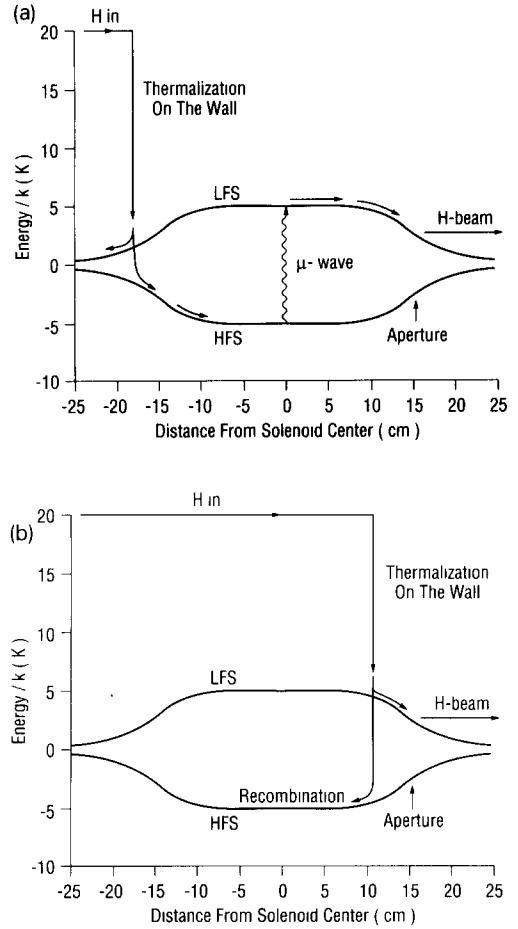 (a)
H in
20
Thermalization
On The Wall
15
10
Energy / k ( K )
LFS
5
H-beam
μ- wave
0
-5
HFS
Aperture
-10
-25 -20 -15 -10 -5 0 5 10 15 20 25
Distance From Solenoid Center ( cm )
(b)
H in
20
Thermalization
On The Wall
15
10
Energy / k ( K )
LFS
5
H-beam
0
Recombination
-5
HFS
Aperture
-10
-25 -20 -15 -10 -5 0 5 10 15 20 25
Distance From Solenoid Center ( cm )